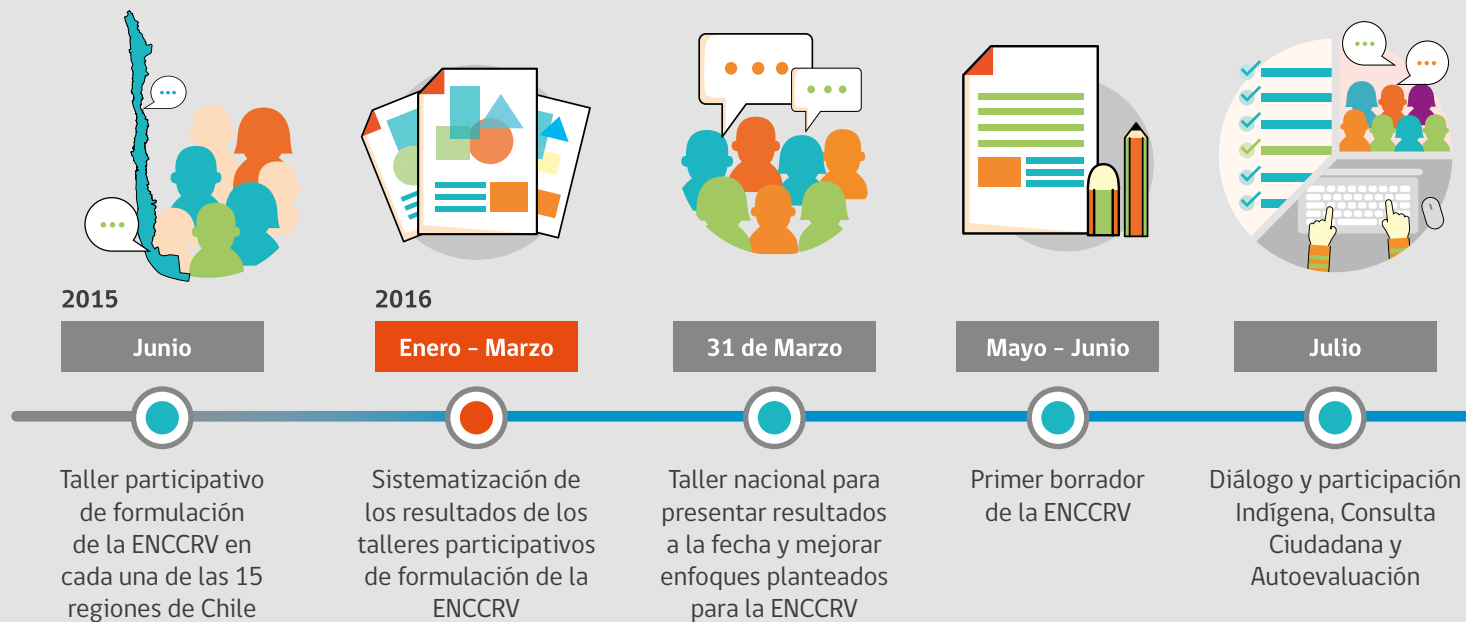 2015
Junio
Taller participativo
de formulación
de la ENCCRV en
cada una de las 15
regiones de Chile
2016
Enero – Marzo
Sistematización de
los resultados de los
talleres participativos
de formulación de la
ENCCRV
31 de Marzo
Taller nacional para
presentar resultados
a la fecha y mejorar
enfoques planteados
para la ENCCRV
Mayo – Junio
Primer borrador
de la ENCCRV
Julio
Diálogo y participación
Indígena, Consulta
Ciudadana y
Autoevaluación